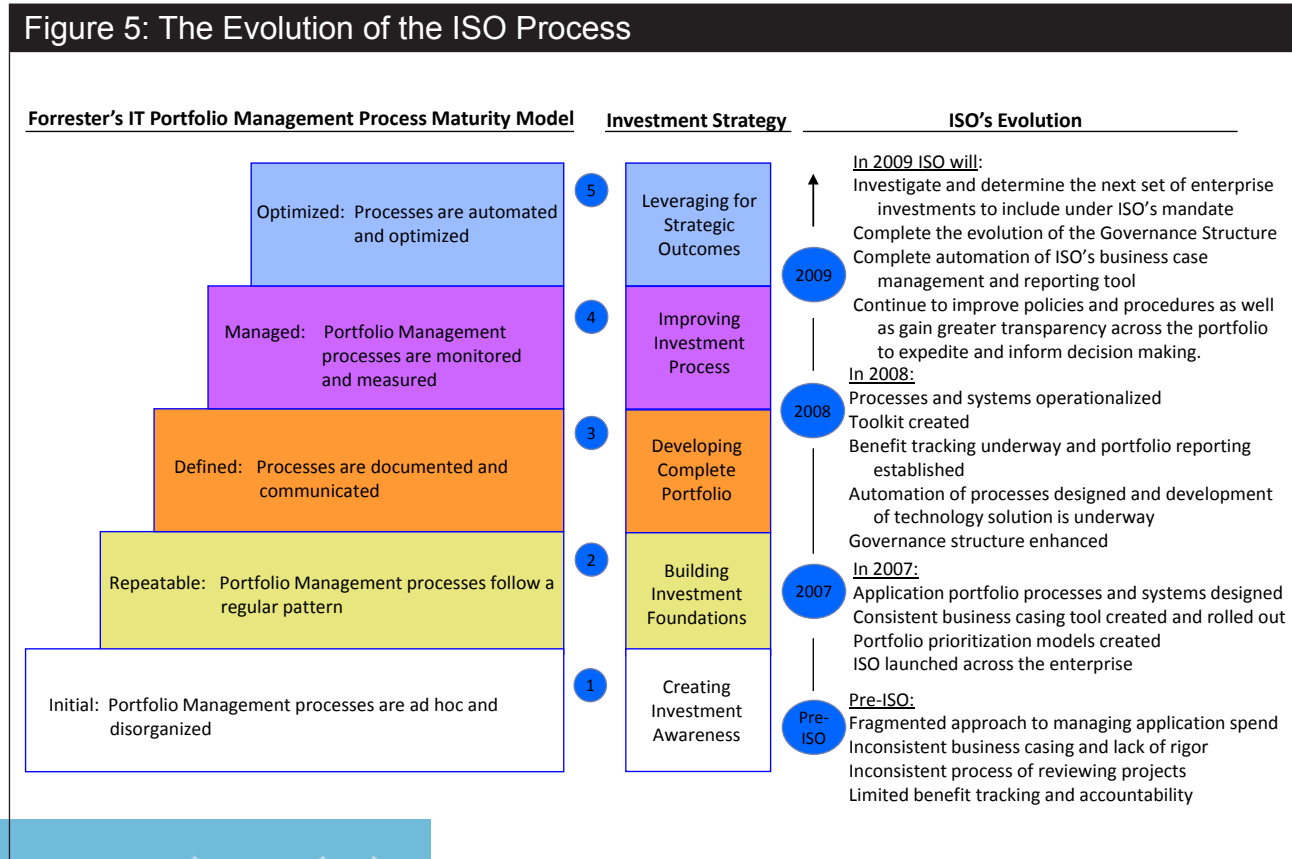 Figure 5: The Evolution of the ISO Process
Forrester's IT Portfolio Management Process Maturity Model
Investment Strategy
ISO's Evolution
Optimized: Processes are automated
and optimized
5
Leveraging for
Strategic
Outcomes
Managed: Portfolio Management
processes are monitored
and measured
4
Improving
Investment
Process
Defined: Processes are documented and
communicated
3
Developing
Complete
Portfolio
Repeatable: Portfolio Management processes follow a
regular pattern
2
Building
Investment
Foundations
Initial: Portfolio Management processes are ad hoc and
disorganized
1
Creating
Investment
Awareness
2009
In 2009 ISO will:
Investigate and determine the next set of enterprise
investments to include under ISO's mandate
Complete the evolution of the Governance Structure
Complete automation of ISO's business case
management and reporting tool
Continue to improve policies and procedures as well
as gain greater transparency across the portfolio
to expedite and inform decision making.
2008
In 2008:
Processes and systems operationalized
Toolkit created
Benefit tracking underway and portfolio reporting
established
Automation of processes designed and development
of technology solution is underway
Governance structure enhanced
2007
In 2007:
Application portfolio processes and systems designed
Consistent business casing tool created and rolled out
Portfolio prioritization models created
ISO launched across the enterprise
Pre-
ISO
Pre-ISO:
Fragmented approach to managing application spend
Inconsistent business casing and lack of rigor
Inconsistent process of reviewing projects
Limited benefit tracking and accountability